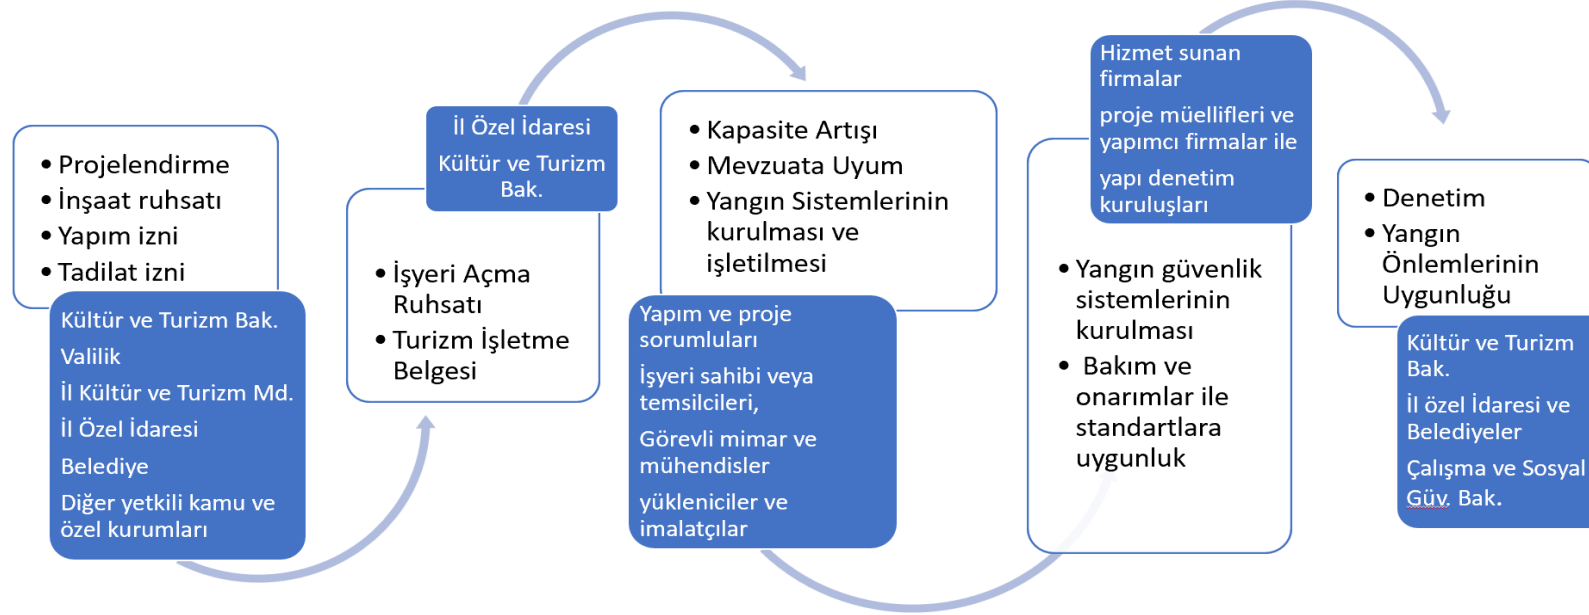 • Projelendirme
• İnşaat ruhsatı
• Yapım izni
• Tadilat izni
Kültür ve Turizm Bak.
Valilik
İl Kültür ve Turizm Md.
İl Özel İdaresi
Belediye
Diğer yetkili kamu ve
özel kurumları
İl Özel İdaresi
Kültür ve Turizm
Bak.
• İşyeri Açma
Ruhsatı
• Turizm İşletme
Belgesi
• Kapasite Artışı
• Mevzuata Uyum
• Yangın Sistemlerinin
kurulması ve
işletilmesi
Yapım ve proje
sorumluları
İşyeri sahibi veya
temsilcileri,
Görevli mimar ve
mühendisler
yükleniciler ve
imalatçılar
Hizmet sunan
firmalar
proje müellifleri ve
yapımcı firmalar ile
yapı denetim
kuruluşları
• Yangın güvenlik
sistemlerinin
kurulması
• Bakım ve
onarımlar ile
standartlara
uygunluk
• Denetim
• Yangın
Önlemlerinin
Uygunluğu
Kültür ve Turizm
Bak.
İl özel İdaresi ve
Belediyeler
Çalışma ve Sosyal
Güv. Bak.